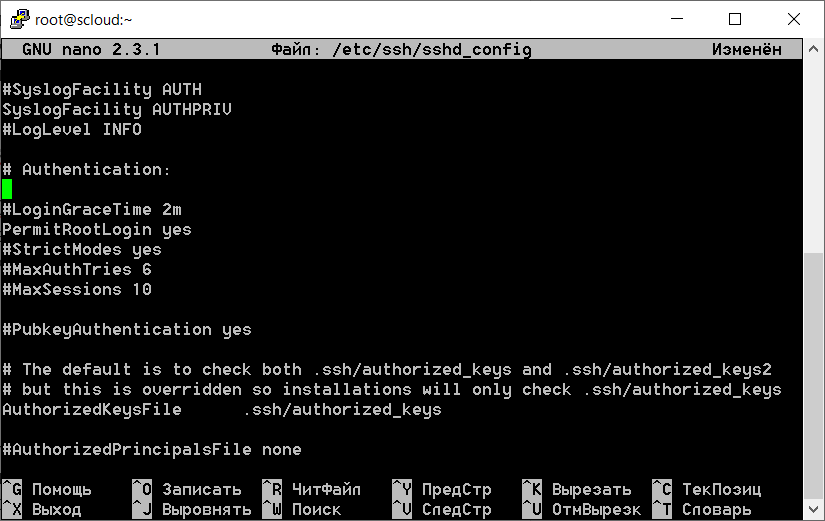 root@scloud:~
GNU nano 2.3.1 Файл: /etc/ssh/sshd_config Изменён
#SyslogFacility AUTH
SyslogFacility AUTHPRIV
#LogLevel INFO
# Authentication:
#LoginGraceTime 2m
PermitRootLogin yes
#StrictModes yes
#MaxAuthTries 6
#MaxSessions 10
#PubkeyAuthentication yes
# The default is to check both .ssh/authorized_keys and .ssh/authorized_keys2
# but this is overridden so installations will only check .ssh/authorized_keys
AuthorizedKeysFile .ssh/authorized_keys
#AuthorizedPrincipalsFile none
^G Помощь ^O Записать ^R ЧитФайл ^Y ПредСтр ^K Вырезать ^C ТекПозиц
^X Выход ^J Выровнять ^W Поиск ^V СледСтр ^U ОтмВырезк ^T Словарь